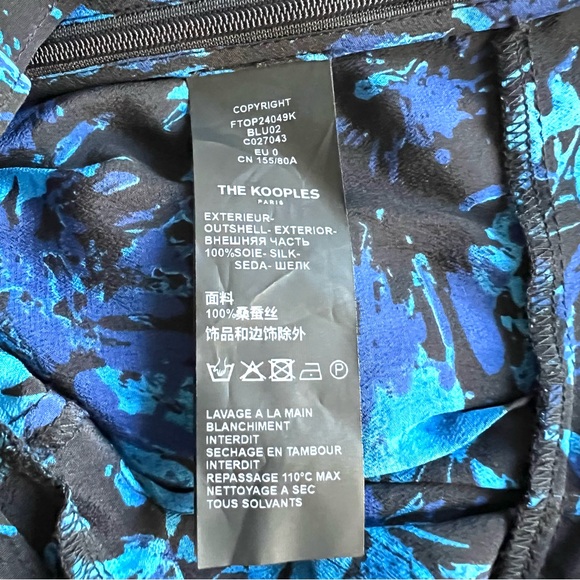 COPYRIGHT
FTOP24049K
BLU02
C027043
EU 0
CN 155/80A
THE KOOPLES
PARIS
EXTERIEUR-
OUTSHELL- EXTERIOR-
ВНЕШНЯЯ ЧАСТЬ
100%SOIE- SILK-
SEDA- ШЕЛК
面料
100%桑蚕丝
饰品和边饰除外
P
LAVAGE A LA MAIN
BLANCHIMENT
INTERDIT
SECHAGE EN TAMBOUR
INTERDIT
REPASSAGE 110°C MAX
NETTOYAGE A SEC
TOUS SOLVANTS